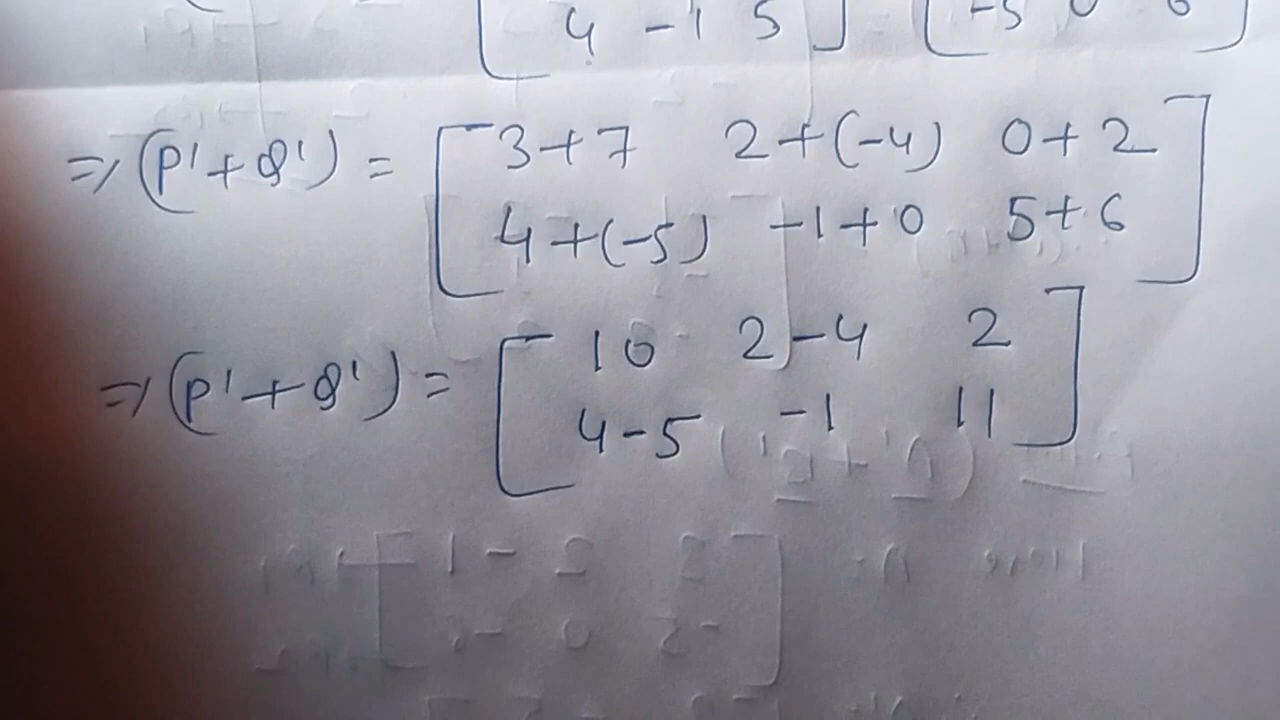 4 -1 5 -5 0 6
⇒ (P' + Q') = [ 3+7 2+(-4) 0+2
4+(-5) -1+0 5+6 ]
⇒ (P' + Q') = [ 10 2-4 2
4-5 -1 11 ]